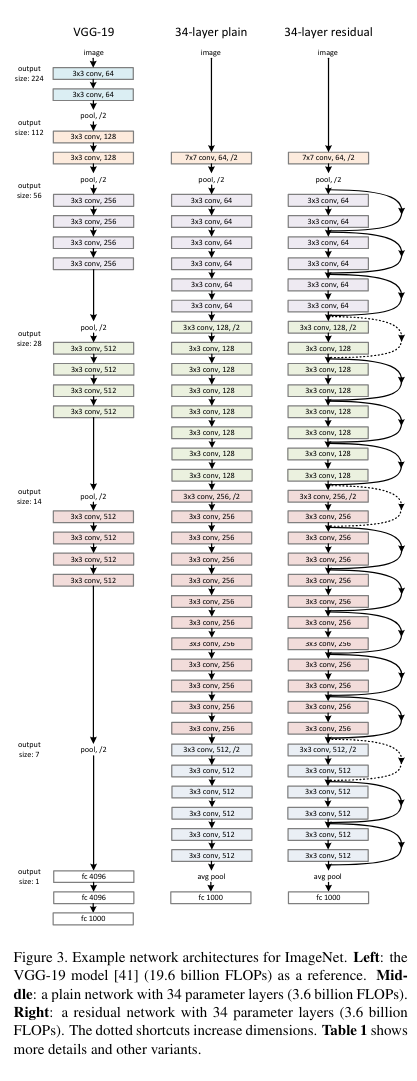 VGG-19
34-layer plain
34-layer residual
output
size: 224
output
size: 112
output
size: 56
output
size: 28
output
size: 14
output
size: 7
output
size: 1
image
3x3 conv, 64
3x3 conv, 64
pool, /2
3x3 conv, 128
3x3 conv, 128
pool, /2
3x3 conv, 256
3x3 conv, 256
3x3 conv, 256
3x3 conv, 256
pool, /2
3x3 conv, 512
3x3 conv, 512
3x3 conv, 512
3x3 conv, 512
pool, /2
3x3 conv, 512
3x3 conv, 512
3x3 conv, 512
3x3 conv, 512
pool, /2
fc 4096
fc 4096
fc 1000
image
7x7 conv, 64, /2
pool, /2
3x3 conv, 64
3x3 conv, 64
3x3 conv, 64
3x3 conv, 64
3x3 conv, 64
3x3 conv, 64
3x3 conv, 128, /2
3x3 conv, 128
3x3 conv, 128
3x3 conv, 128
3x3 conv, 128
3x3 conv, 128
3x3 conv, 128
3x3 conv, 128
3x3 conv, 256, /2
3x3 conv, 256
3x3 conv, 256
3x3 conv, 256
3x3 conv, 256
3x3 conv, 256
3x3 conv, 256
3x3 conv, 256
3x3 conv, 256
3x3 conv, 256
3x3 conv, 256
3x3 conv, 256
3x3 conv, 512, /2
3x3 conv, 512
3x3 conv, 512
3x3 conv, 512
3x3 conv, 512
3x3 conv, 512
avg pool
fc 1000
image
7x7 conv, 64, /2
pool, /2
3x3 conv, 64
3x3 conv, 64
3x3 conv, 64
3x3 conv, 64
3x3 conv, 64
3x3 conv, 64
3x3 conv, 128, /2
3x3 conv, 128
3x3 conv, 128
3x3 conv, 128
3x3 conv, 128
3x3 conv, 128
3x3 conv, 128
3x3 conv, 128
3x3 conv, 256, /2
3x3 conv, 256
3x3 conv, 256
3x3 conv, 256
3x3 conv, 256
3x3 conv, 256
3x3 conv, 256
3x3 conv, 256
3x3 conv, 256
3x3 conv, 256
3x3 conv, 256
3x3 conv, 256
3x3 conv, 512, /2
3x3 conv, 512
3x3 conv, 512
3x3 conv, 512
3x3 conv, 512
3x3 conv, 512
avg pool
fc 1000
Figure 3. Example network architectures for ImageNet. Left: the
VGG-19 model [41] (19.6 billion FLOPs) as a reference. Mid-
dle: a plain network with 34 parameter layers (3.6 billion FLOPs).
Right: a residual network with 34 parameter layers (3.6 billion
FLOPs). The dotted shortcuts increase dimensions. Table 1 shows
more details and other variants.